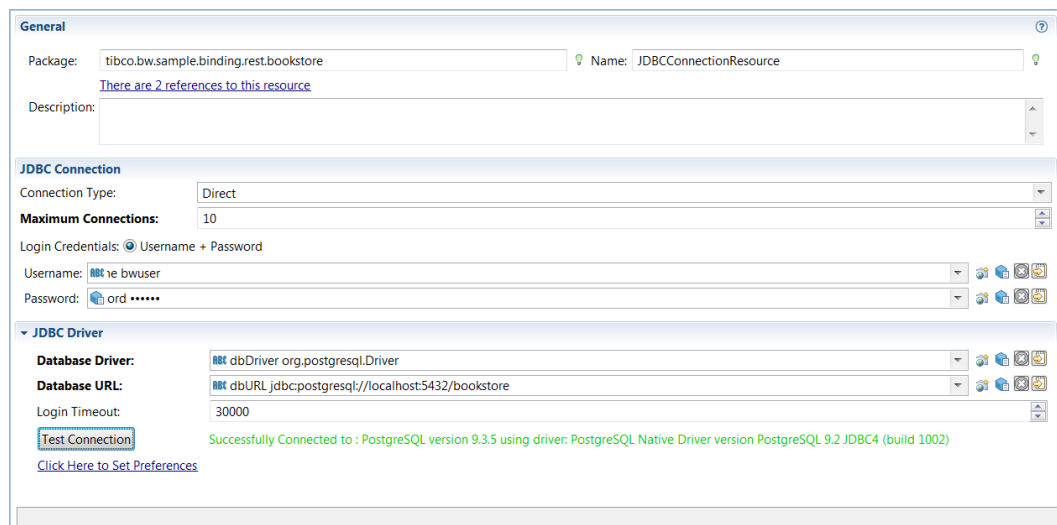 General
Package: tibco.bw.sample.binding.rest.bookstore Name: JDBCConnectionResource
There are 2 references to this resource
Description:
JDBC Connection
Connection Type: Direct
Maximum Connections: 10
Login Credentials: Username + Password
Username: ABC ne bwuser
Password: ord ••••••
JDBC Driver
Database Driver: ABC dbDriver org.postgresql.Driver
Database URL: ABC dbURL jdbc:postgresql://localhost:5432/bookstore
Login Timeout: 30000
Test Connection Successfully Connected to : PostgreSQL version 9.3.5 using driver: PostgreSQL Native Driver version PostgreSQL 9.2 JDBC4 (build 1002)
Click Here to Set Preferences